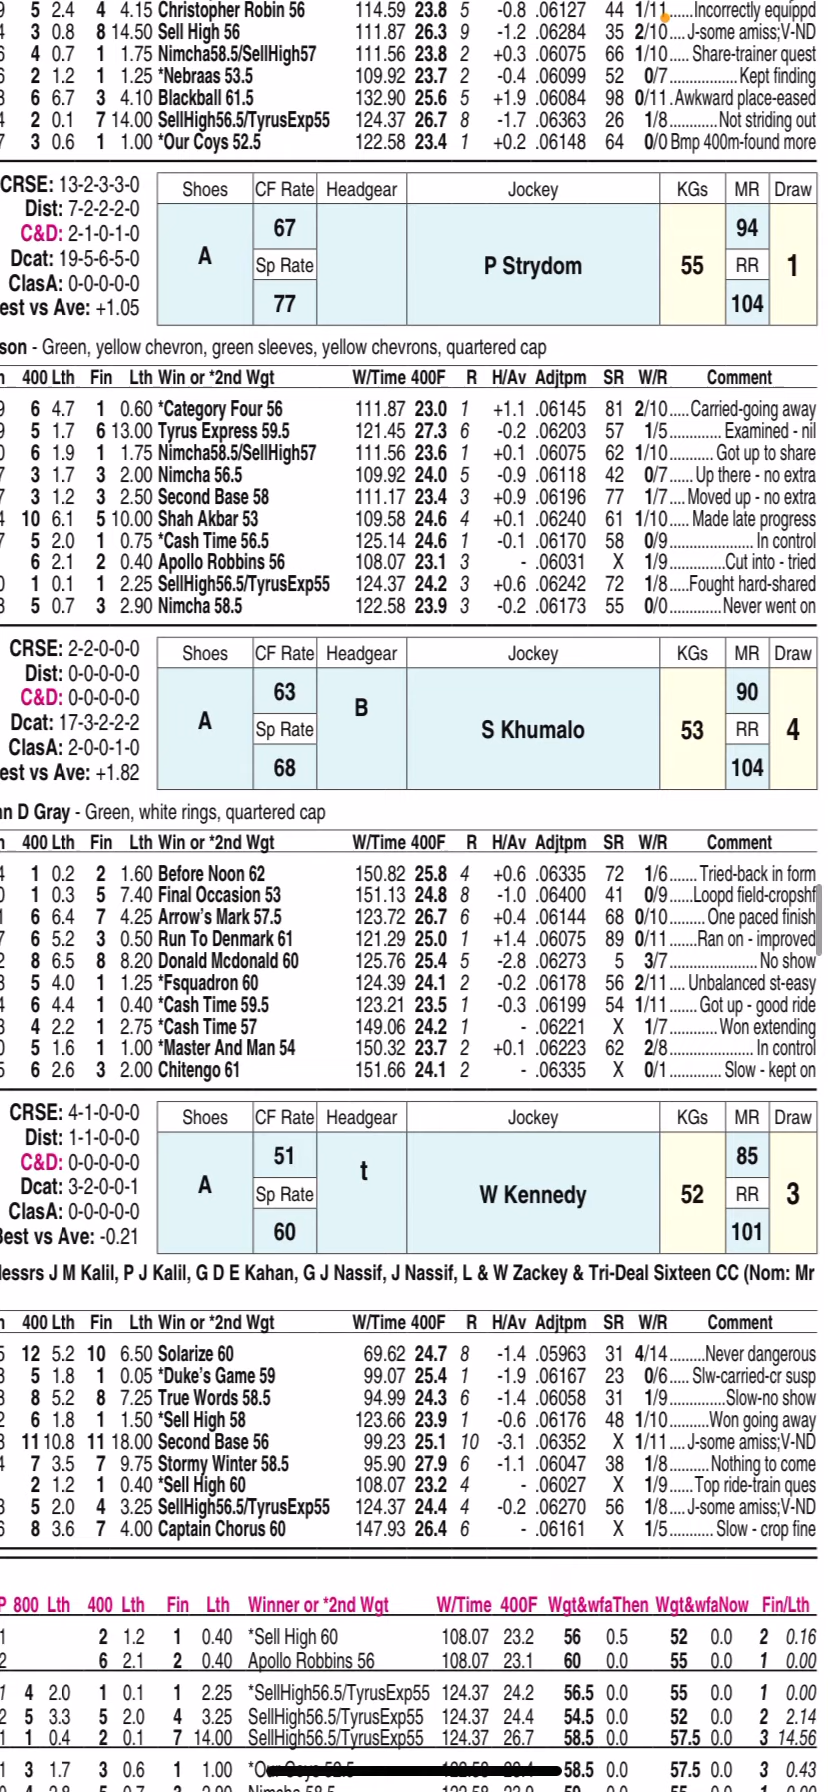 5 2.4 4 4.15 Christopher Robin 56 114.59 23.8 5 -0.8 .06127 44 1/11......Incorrectly equippd
3 0.8 8 14.50 Sell High 56 111.87 26.3 9 -1.2 .06284 35 2/10....J-some amiss;V-ND
4 0.7 1 1.75 Nimcha58.5/SellHigh57 111.56 23.8 2 +0.3 .06075 66 1/10..... Share-trainer quest
2 1.2 1 1.25 *Nebraas 53.5 109.92 23.7 2 -0.4 .06099 52 0/7.................Kept finding
6 6.7 3 4.10 Blackball 61.5 132.90 25.6 5 +1.9 .06084 98 0/11.Awkward place-eased
2 0.1 7 14.00 SellHigh56.5/TyrusExp55 124.37 26.7 8 -1.7 .06363 26 1/8............Not striding out
3 0.6 1 1.00 *Our Coys 52.5 122.58 23.4 1 +0.2 .06148 64 0/0 Bmp 400m-found more
CRSE: 13-2-3-3-0
Dist: 7-2-2-2-0
C&D: 2-1-0-1-0
Dcat: 19-5-6-5-0
ClasA: 0-0-0-0-0
est vs Ave: +1.05
Shoes CF Rate Headgear Jockey KGs MR Draw
A 67 P Strydom 55 94 1
Sp Rate RR
77 104
son - Green, yellow chevron, green sleeves, yellow chevrons, quartered cap
400 Lth Fin Lth Win or *2nd Wgt W/Time 400F R H/Av Adjtpm SR W/R Comment
6 4.7 1 0.60 *Category Four 56 111.87 23.0 1 +1.1 .06145 81 2/10.....Carried-going away
5 1.7 6 13.00 Tyrus Express 59.5 121.45 27.3 6 -0.2 .06203 57 1/5............. Examined - nil
6 1.9 1 1.75 Nimcha58.5/SellHigh57 111.56 23.6 1 +0.1 .06075 62 1/10.......... Got up to share
3 1.7 3 2.00 Nimcha 56.5 109.92 24.0 5 -0.9 .06118 42 0/7...... Up there - no extra
3 1.2 3 2.50 Second Base 58 111.17 23.4 3 +0.9 .06196 77 1/7....Moved up - no extra
10 6.1 5 10.00 Shah Akbar 53 109.58 24.6 4 +0.1 .06240 61 1/10..... Made late progress
5 2.0 1 0.75 *Cash Time 56.5 125.14 24.6 1 -0.1 .06170 58 0/9...................... In control
6 2.1 2 0.40 Apollo Robbins 56 108.07 23.1 3 - .06031 X 1/9.............Cut into - tried
1 0.1 1 2.25 SellHigh56.5/TyrusExp55 124.37 24.2 3 +0.6 .06242 72 1/8.....Fought hard-shared
5 0.7 3 2.90 Nimcha 58.5 122.58 23.9 3 -0.2 .06173 55 0/0.............Never went on
CRSE: 2-2-0-0-0
Dist: 0-0-0-0-0
C&D: 0-0-0-0-0
Dcat: 17-3-2-2-2
ClasA: 2-0-0-1-0
est vs Ave: +1.82
Shoes CF Rate Headgear Jockey KGs MR Draw
A 63 B S Khumalo 53 90 4
Sp Rate RR
68 104
n D Gray - Green, white rings, quartered cap
400 Lth Fin Lth Win or *2nd Wgt W/Time 400F R H/Av Adjtpm SR W/R Comment
1 0.2 2 1.60 Before Noon 62 150.82 25.8 4 +0.6 .06335 72 1/6....... Tried-back in form
1 0.3 5 7.40 Final Occasion 53 151.13 24.8 8 -1.0 .06400 41 0/9......Loopd field-cropshf
6 6.4 7 4.25 Arrow's Mark 57.5 123.72 26.7 6 +0.4 .06144 68 0/10.........One paced finish
6 5.2 3 0.50 Run To Denmark 61 121.29 25.0 1 +1.4 .06075 89 0/11.......Ran on - improved
8 6.5 8 8.20 Donald Mcdonald 60 125.76 25.4 5 -2.8 .06273 5 3/7.......................No show
5 4.0 1 1.25 *Fsquadron 60 124.39 24.1 2 -0.2 .06178 56 2/11.... Unbalanced st-easy
6 4.4 1 0.40 *Cash Time 59.5 123.21 23.5 1 -0.3 .06199 54 1/11.......Got up - good ride
4 2.2 1 2.75 *Cash Time 57 149.06 24.2 1 - .06221 X 1/7............Won extending
5 1.6 1 1.00 *Master And Man 54 150.32 23.7 2 +0.1 .06223 62 2/8...................... In control
6 2.6 3 2.00 Chitengo 61 151.66 24.1 2 - .06335 X 0/1............. Slow - kept on
CRSE: 4-1-0-0-0
Dist: 1-1-0-0-0
C&D: 0-0-0-0-0
Dcat: 3-2-0-0-1
ClasA: 0-0-0-0-0
Best vs Ave: -0.21
Shoes CF Rate Headgear Jockey KGs MR Draw
A 51 t W Kennedy 52 85 3
Sp Rate RR
60 101
essrs J M Kalil, P J Kalil, G D E Kahan, G J Nassif, J Nassif, L & W Zackey & Tri-Deal Sixteen CC (Nom: Mr
400 Lth Fin Lth Win or *2nd Wgt W/Time 400F R H/Av Adjtpm SR W/R Comment
12 5.2 10 6.50 Solarize 60 69.62 24.7 8 -1.4 .05963 31 4/14.........Never dangerous
5 1.8 1 0.05 *Duke's Game 59 99.07 25.4 1 -1.9 .06167 23 0/6..... Slw-carried-cr susp
8 5.2 8 7.25 True Words 58.5 94.99 24.3 6 -1.4 .06058 31 1/9.............Slow-no show
6 1.8 1 1.50 *Sell High 58 123.66 23.9 1 -0.6 .06176 48 1/10.........Won going away
11 10.8 11 18.00 Second Base 56 99.23 25.1 10 -3.1 .06352 X 1/11....J-some amiss;V-ND
7 3.5 7 9.75 Stormy Winter 58.5 95.90 27.9 6 -1.1 .06047 38 1/8..........Nothing to come
2 1.2 1 0.40 *Sell High 60 108.07 23.2 4 - .06027 X 1/9.....Top ride-train ques
5 2.0 4 3.25 SellHigh56.5/TyrusExp55 124.37 24.4 4 -0.2 .06270 56 1/8....J-some amiss;V-ND
8 3.6 7 4.00 Captain Chorus 60 147.93 26.4 6 - .06161 X 1/5........... Slow - crop fine
P 800 Lth 400 Lth Fin Lth Winner or *2nd Wgt W/Time 400F Wgt&wfaThen Wgt&wfaNow Fin/Lth
1 2 1.2 1 0.40 *Sell High 60 108.07 23.2 56 0.5 52 0.0 2 0.16
2 6 2.1 2 0.40 Apollo Robbins 56 108.07 23.1 60 0.0 55 0.0 1 0.00
1 4 2.0 1 0.1 1 2.25 *SellHigh56.5/TyrusExp55 124.37 24.2 56.5 0.0 55 0.0 1 0.00
2 5 3.3 5 2.0 4 3.25 SellHigh56.5/TyrusExp55 124.37 24.4 54.5 0.0 52 0.0 2 2.14
1 1 0.4 2 0.1 7 14.00 SellHigh56.5/TyrusExp55 124.37 26.7 58.5 0.0 57.5 0.0 3 14.56
1 3 1.7 3 0.6 1 1.00 58.5 0.0 57.5 0.0 3 0.43